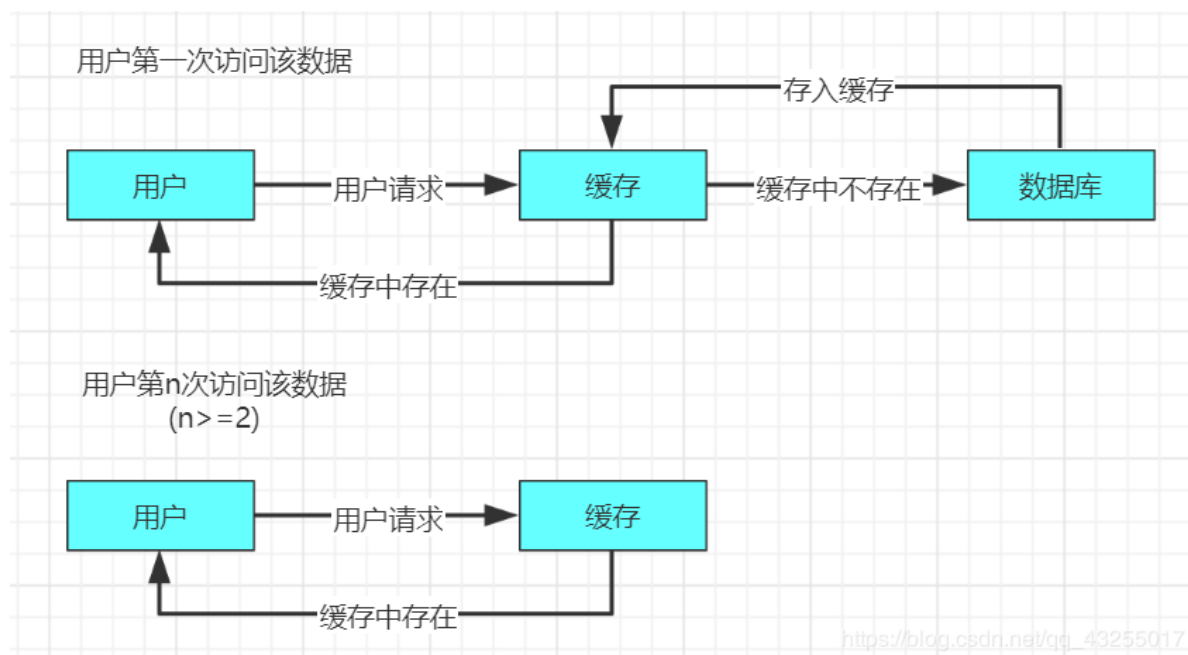 用户第一次访问该数据
存入缓存
用户
用户请求
缓存
缓存中不存在
数据库
缓存中存在
用户第n次访问该数据
(n>=2)
用户
用户请求
缓存
缓存中存在
https://blog.csdn.net/qq_43255017